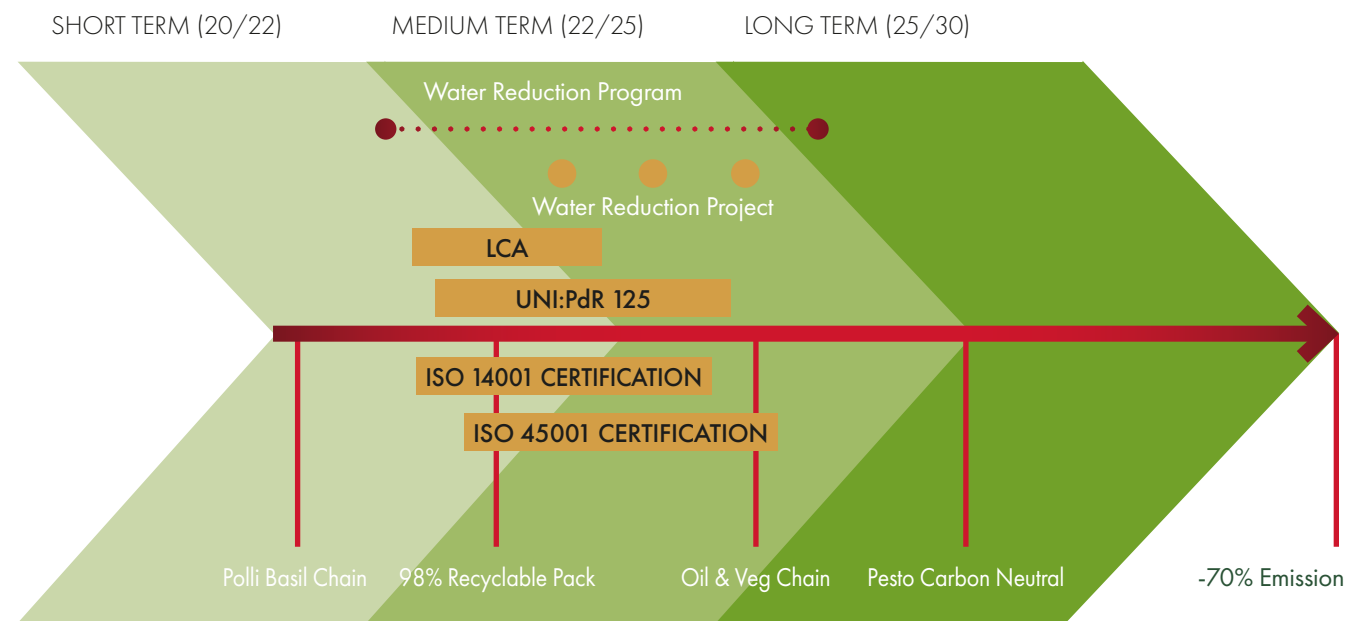 SHORT TERM (20/22)
MEDIUM TERM (22/25)
LONG TERM (25/30)
Water Reduction Program
Water Reduction Project
LCA
UNI:PdR 125
ISO 14001 CERTIFICATION
ISO 45001 CERTIFICATION
Polli Basil Chain
98% Recyclable Pack
Oil & Veg Chain
Pesto Carbon Neutral
-70% Emission